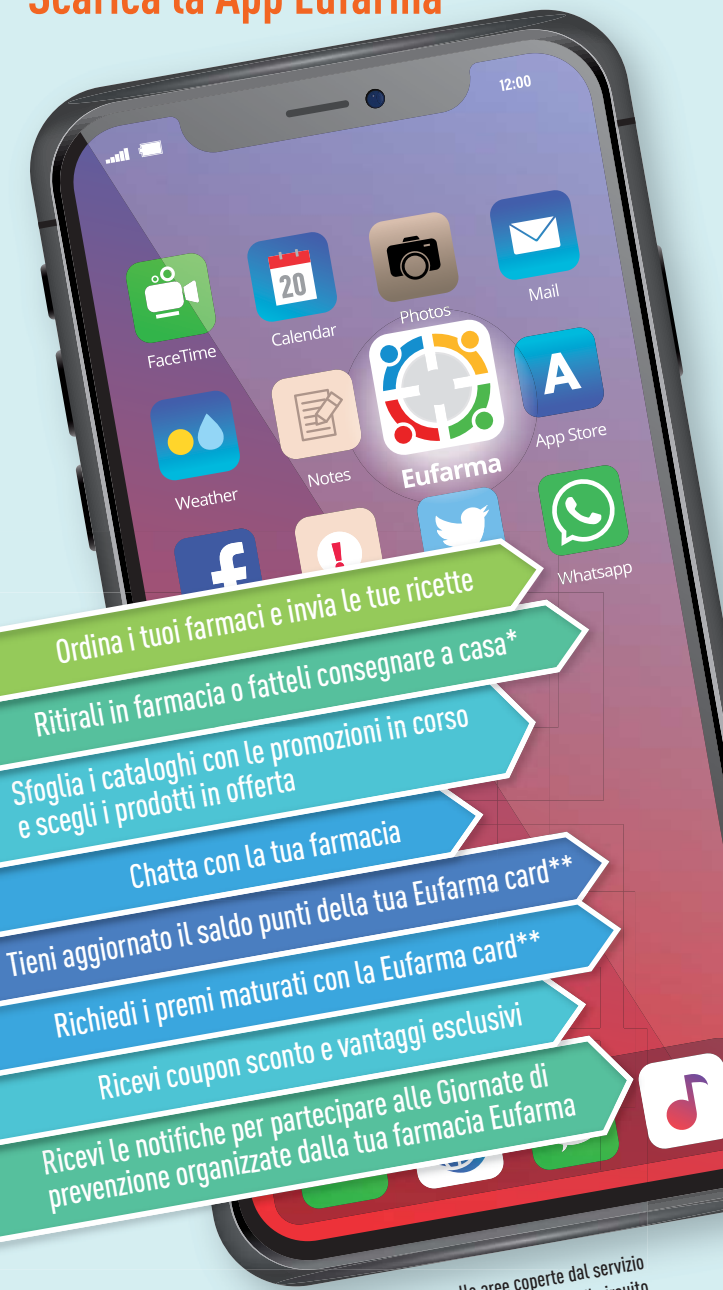 Scarica la App Eufarma
12:00
FaceTime
Calendar
20
Photos
Mail
Weather
Notes
Eufarma
A
App Store
f
!
Whatsapp
Ordina i tuoi farmaci e invia le tue ricette
Ritirali in farmacia o fatteli consegnare a casa*
Sfoglia i cataloghi con le promozioni in corso
e scegli i prodotti in offerta
Chatta con la tua farmacia
Tieni aggiornato il saldo punti della tua Eufarma card**
Richiedi i premi maturati con la Eufarma card**
Ricevi coupon sconto e vantaggi esclusivi
Ricevi le notifiche per partecipare alle Giornate di
prevenzione organizzate dalla tua farmacia Eufarma
aree coperte dal servizio